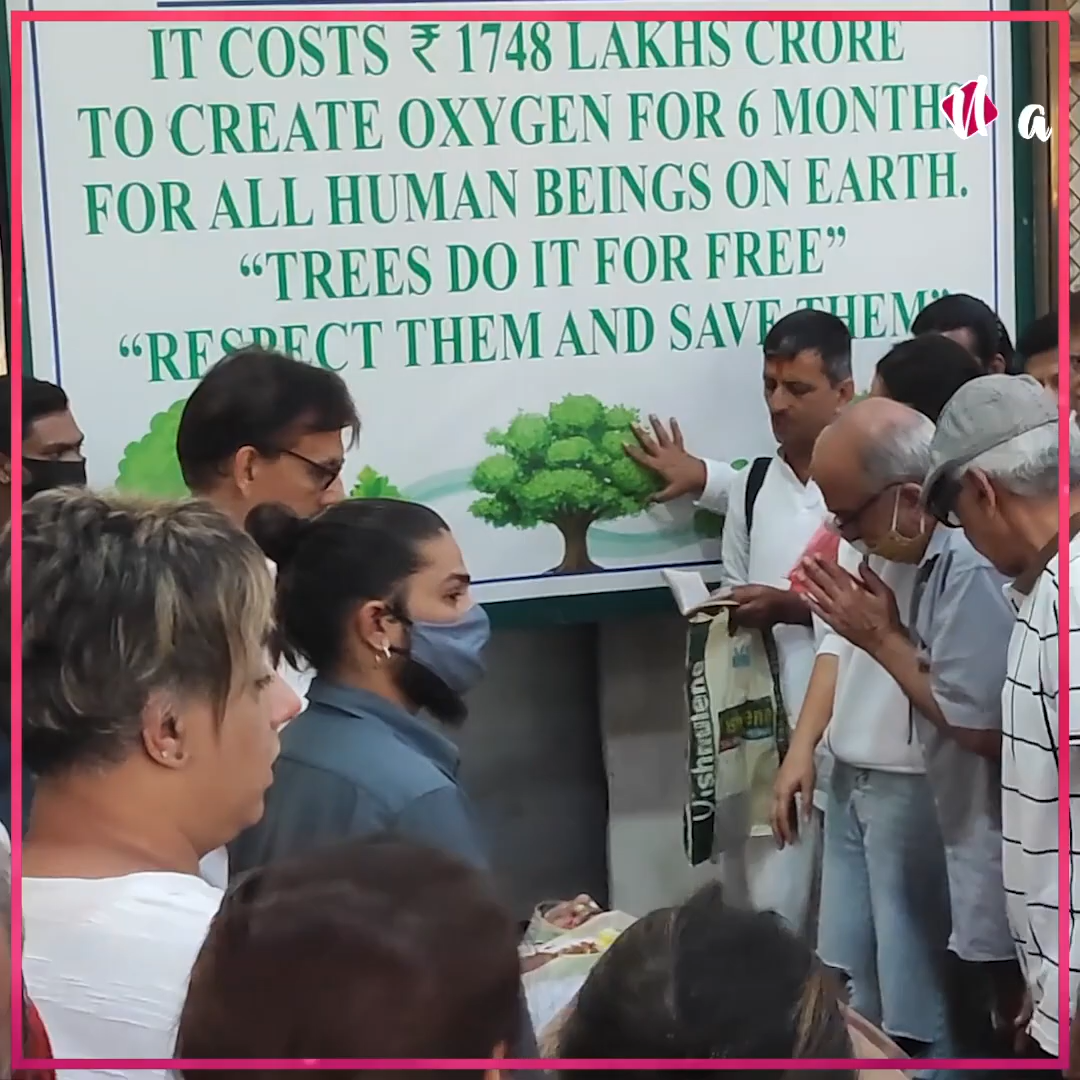 IT COSTS ₹ 1748 LAKHS CRORE
TO CREATE OXYGEN FOR 6 MONTHS
FOR ALL HUMAN BEINGS ON EARTH.
“TREES DO IT FOR FREE”
“RESPECT THEM AND SAVE THEM”
a